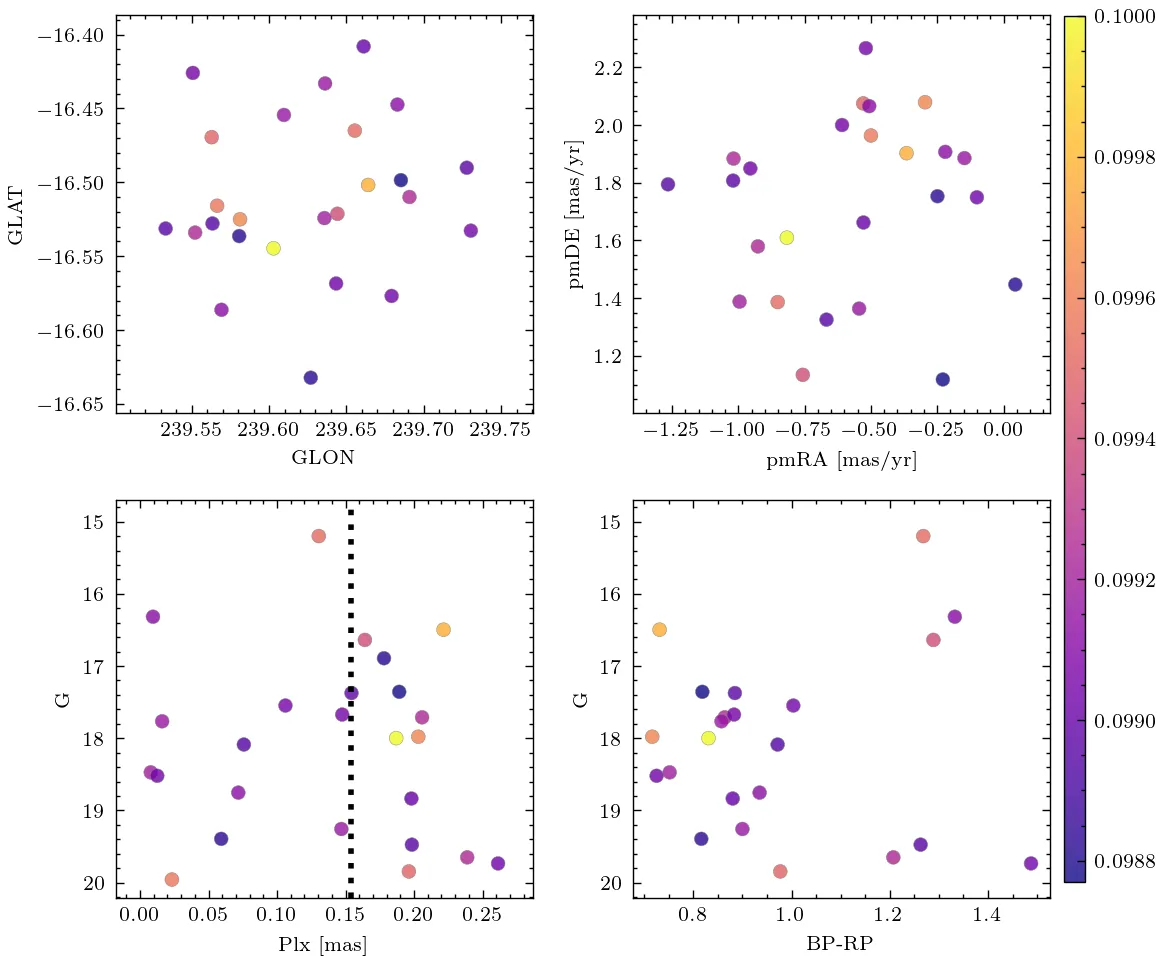 −16.40
−16.45
−16.50
−16.55
−16.60
−16.65
GLAT
239.55 239.60 239.65 239.70 239.75
GLON
2.2
2.0
1.8
1.6
1.4
1.2
pmDE [mas/yr]
−1.25 −1.00 −0.75 −0.50 −0.25 0.00
pmRA [mas/yr]
15
16
17
18
19
20
G
0.00 0.05 0.10 0.15 0.20 0.25
Plx [mas]
15
16
17
18
19
20
G
0.8 1.0 1.2 1.4
BP-RP
0.1000
0.0998
0.0996
0.0994
0.0992
0.0990
0.0988